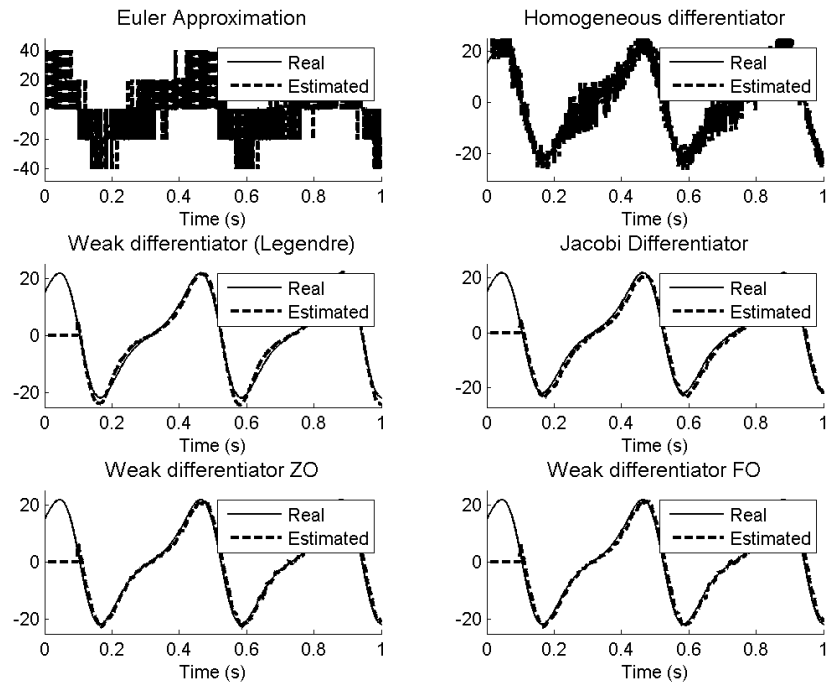 Euler Approximation
40
20
0
-20
-40
Real
Estimated
0 0.2 0.4 0.6 0.8 1
Time (s)
Homogeneous differentiator
20
0
-20
Real
Estimated
0 0.2 0.4 0.6 0.8 1
Time (s)
Weak differentiator (Legendre)
20
0
-20
Real
Estimated
0 0.2 0.4 0.6 0.8 1
Time (s)
Jacobi Differentiator
20
0
-20
Real
Estimated
0 0.2 0.4 0.6 0.8 1
Time (s)
Weak differentiator ZO
20
0
-20
Real
Estimated
0 0.2 0.4 0.6 0.8 1
Time (s)
Weak differentiator FO
20
0
-20
Real
Estimated
0 0.2 0.4 0.6 0.8 1
Time (s)